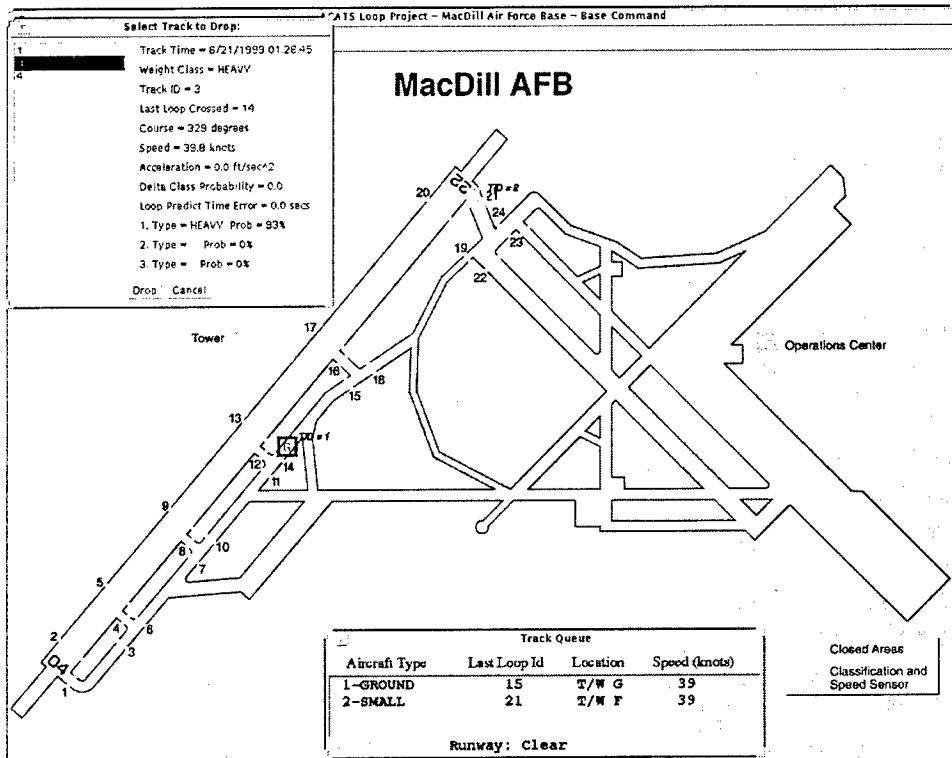 ACATS Loop Project - MacDill Air Force Base - Base Command
Select Track to Drop:
1
4
Track Time = 6/21/1999 01:26:45
Weight Class = HEAVY
Track ID = 3
Last Loop Crossed = 14
Course = 329 degrees
Speed = 39.8 knots
Acceleration = 0.0 ft/sec^2
Delta Class Probability = 0.0
Loop Predict Time Error = 0.0 secs
1. Type = HEAVY Prob = 93%
2. Type = Prob = 0%
3. Type = Prob = 0%
Drop Cancel
MacDill AFB
20
22
21
ID = 2
24
23
19
22
17
Tower
Operations Center
16
18
15
13
ID = 1
12
14
11
9
8
10
7
5
4
6
2
3
04
1
Track Queue
Aircraft Type Last Loop Id Location Speed (knots)
1-GROUND 15 T/W G 39
2-SMALL 21 T/W F 39
Runway: Clear
Closed Areas
Classification and
Speed Sensor